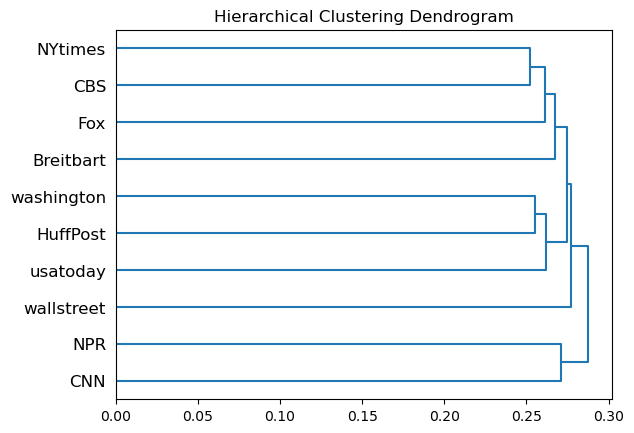 Hierarchical Clustering Dendrogram
NYtimes
CBS
Fox
Breitbart
washington
HuffPost
usatoday
wallstreet
NPR
CNN
0.00 0.05 0.10 0.15 0.20 0.25 0.30